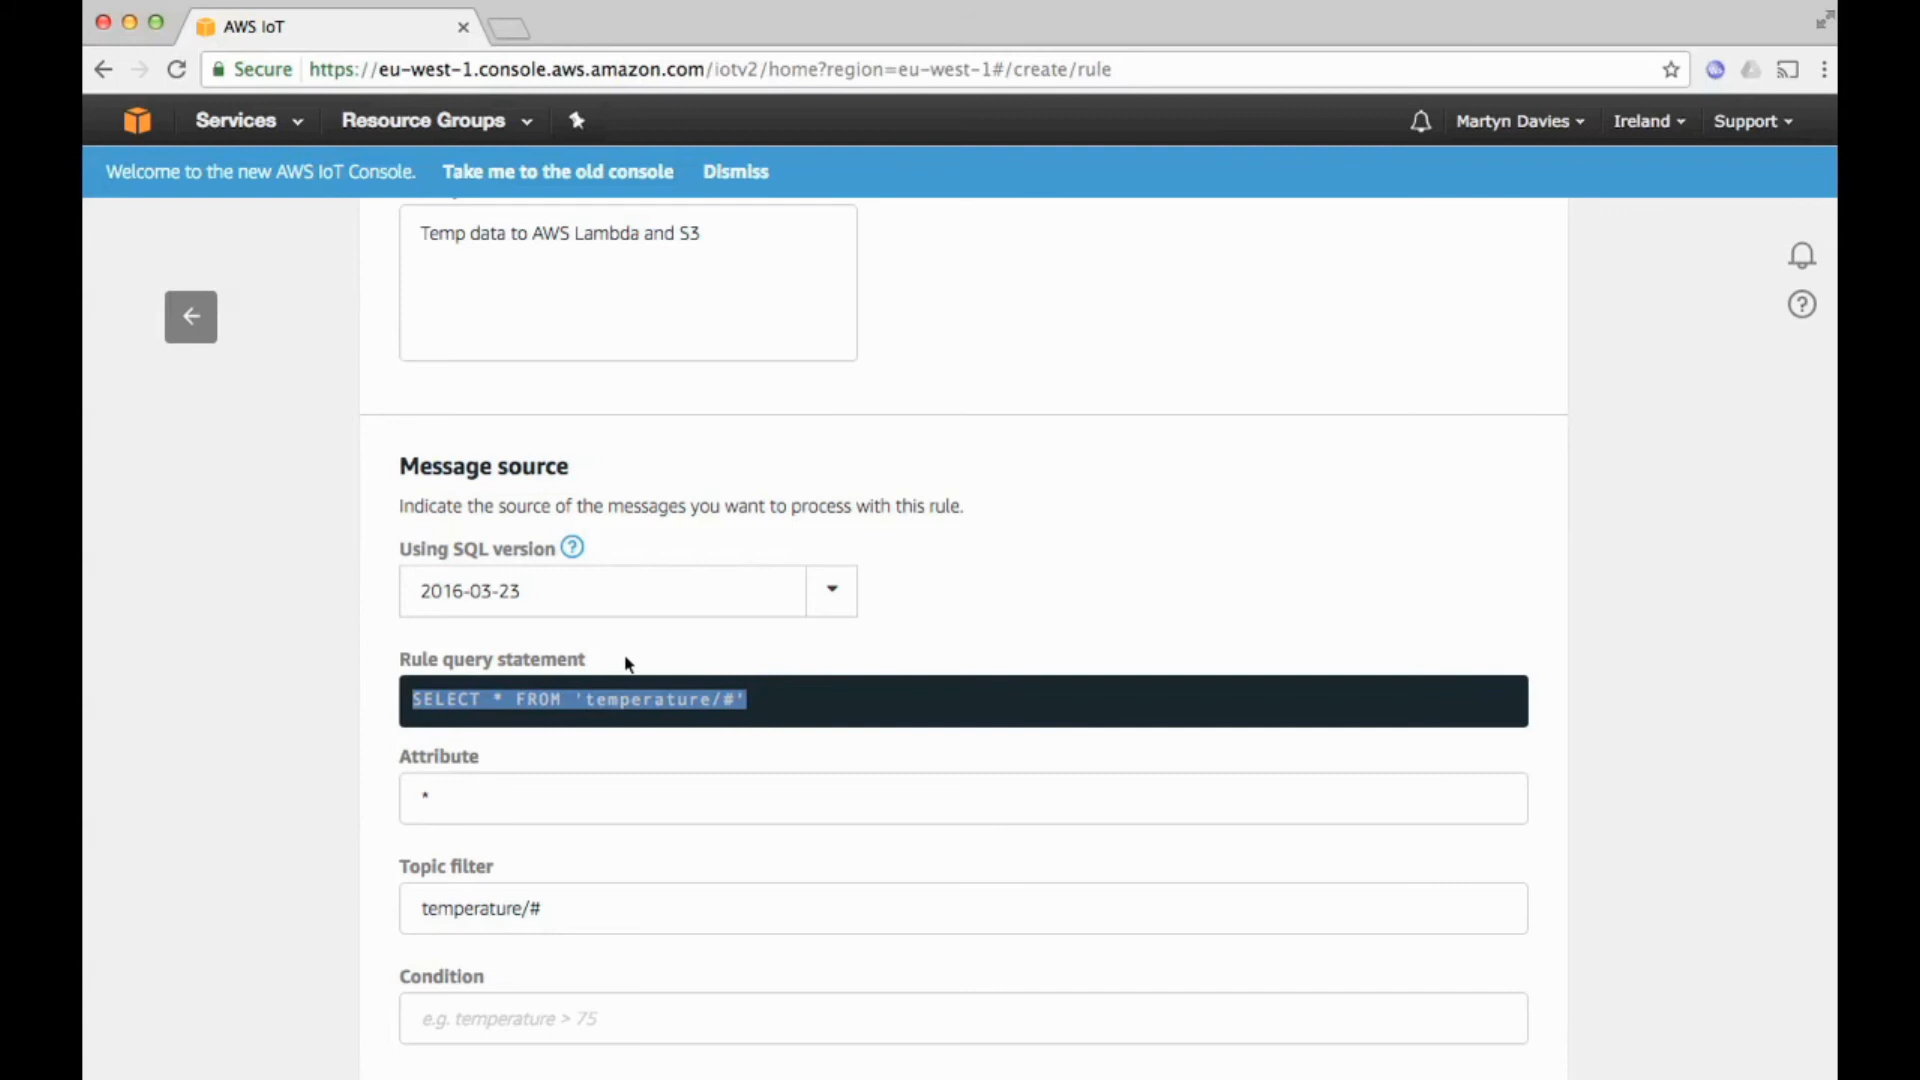 AWS IoT
Secure https://eu-west-1.console.aws.amazon.com/iotv2/home?region=eu-west-1#/create/rule
Services Resource Groups Martyn Davies Ireland Support
Welcome to the new AWS IoT Console. Take me to the old console Dismiss
Temp data to AWS Lambda and S3
Message source
Indicate the source of the messages you want to process with this rule.
Using SQL version ?
2016-03-23
Rule query statement
SELECT * FROM 'temperature/#'
Attribute
*
Topic filter
temperature/#
Condition
e.g. temperature > 75